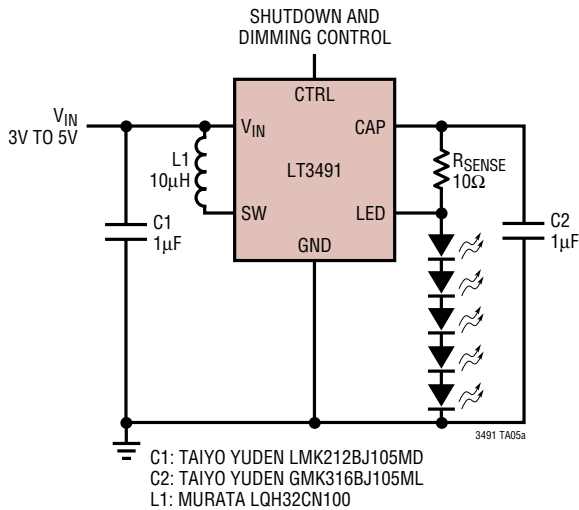 SHUTDOWN AND
DIMMING CONTROL
CTRL
VIN
3V TO 5V
VIN
CAP
L1
10μH
LT3491
RSENSE
10Ω
SW
LED
C1
1μF
C2
1μF
GND
3491 TA05a
C1: TAIYO YUDEN LMK212BJ105MD
C2: TAIYO YUDEN GMK316BJ105ML
L1: MURATA LQH32CN100